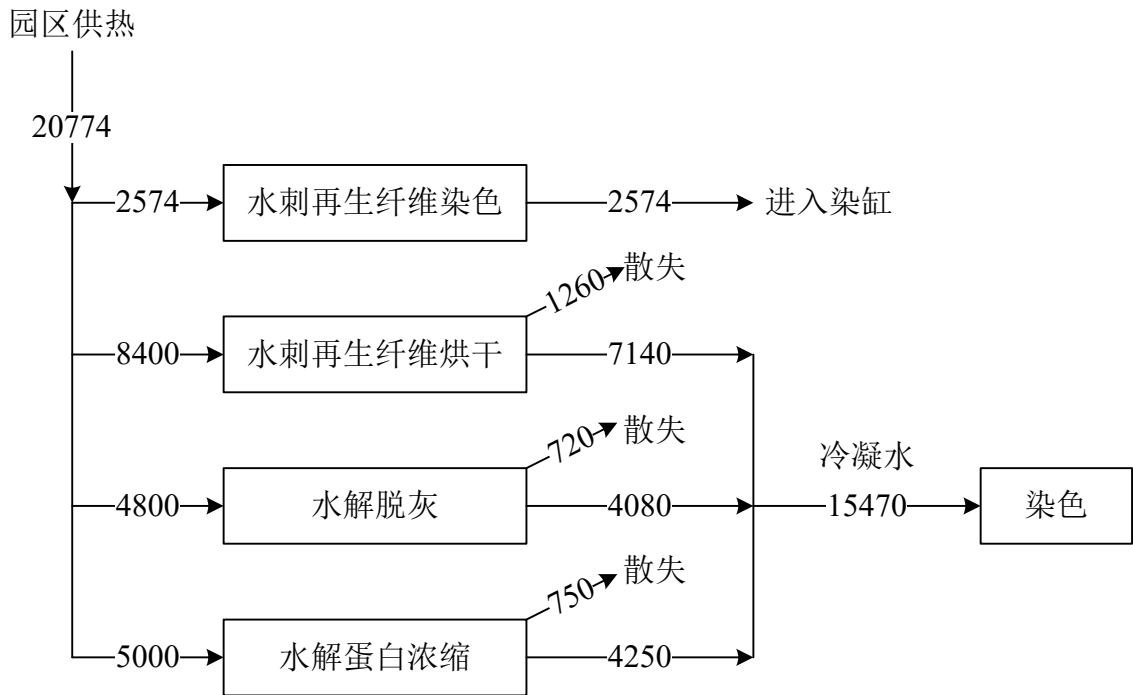 园区供热
20774
2574
水刺再生纤维染色
2574
进入染缸
1260
散失
8400
水刺再生纤维烘干
7140
720
散失
冷凝水
4800
水解脱灰
4080
15470
染色
750
散失
5000
水解蛋白浓缩
4250